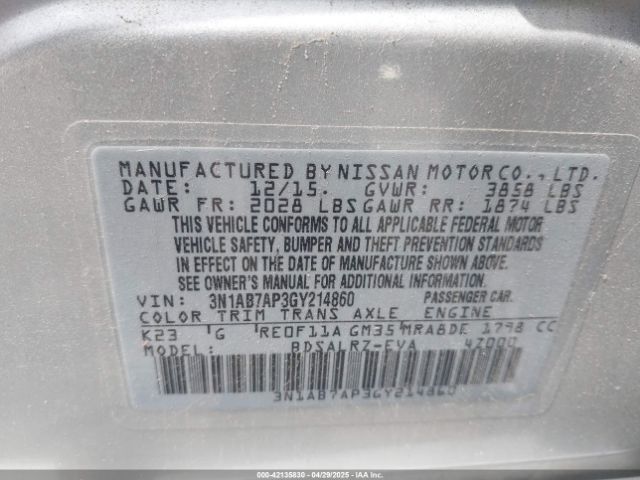 MANUFACTURED BY NISSAN MOTOR CO., LTD.
DATE: 12/15. GVWR: 3858 LBS
GAWR FR: 2028 LBS GAWR RR: 1874 LBS
THIS VEHICLE CONFORMS TO ALL APPLICABLE FEDERAL MOTOR
VEHICLE SAFETY, BUMPER AND THEFT PREVENTION STANDARDS
IN EFFECT ON THE DATE OF MANUFACTURE SHOWN ABOVE.
SEE OWNER'S MANUAL FOR ADDITIONAL INFORMATION.
VIN: 3N1AB7AP3GY214860 PASSENGER CAR.
COLOR TRIM TRANS AXLE ENGINE
K23 G RE0F11A GM35 MRA8DE 1798 CC
MODEL: BDSALRZ-EVA 4Z000
3N1AB7AP3GY214860
000-42135830 - 04/29/2025 - IAAI.COM